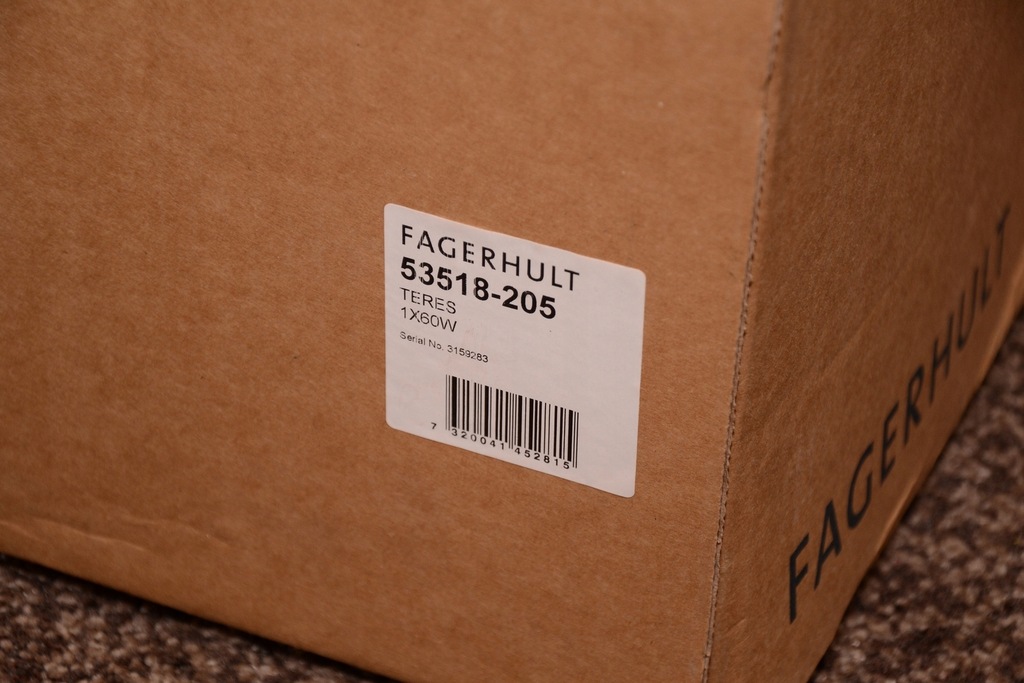 FAGERHULT
53518-205
TERES
1X60W
Serial No. 3159283
7 320041 452815
FAGERHULT